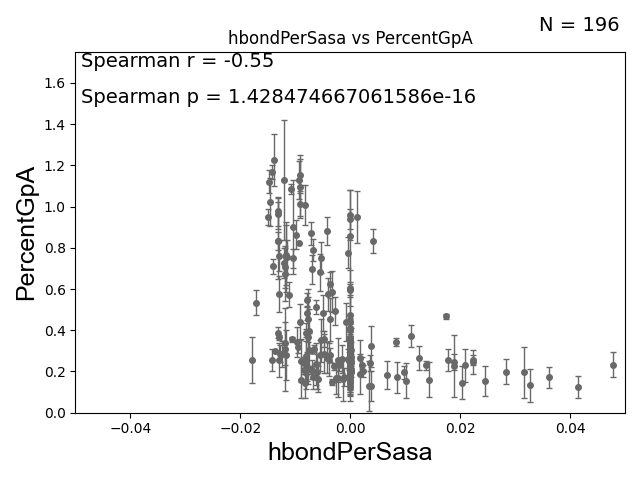 N = 196
hbondPerSasa vs PercentGpA
Spearman r = -0.55
Spearman p = 1.428474667061586e-16
1.6
1.4
1.2
1.0
0.8
0.6
0.4
0.2
0.0
PercentGpA
−0.04 −0.02 0.00 0.02 0.04
hbondPerSasa